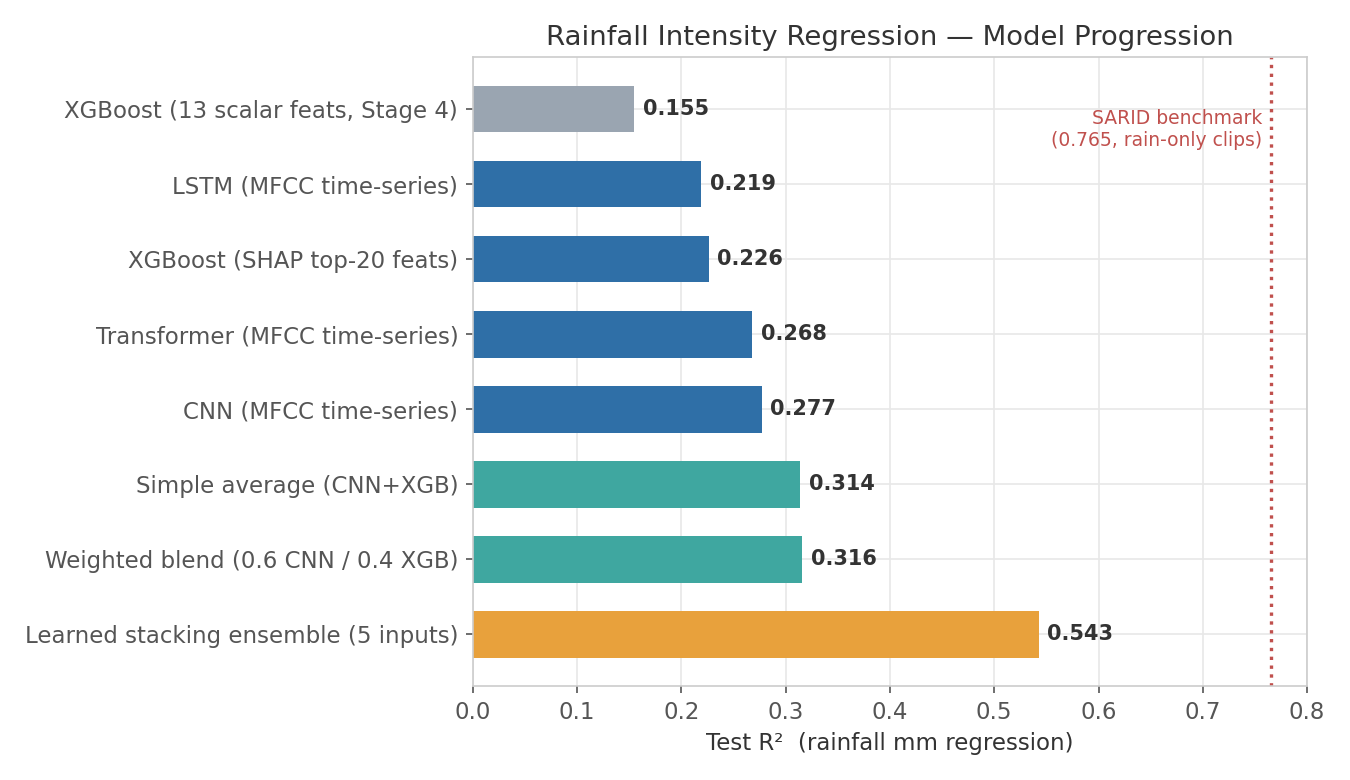 Rainfall Intensity Regression — Model Progression
XGBoost (13 scalar feats, Stage 4)
0.155
SARID benchmark
(0.765, rain-only clips)
LSTM (MFCC time-series)
0.219
XGBoost (SHAP top-20 feats)
0.226
Transformer (MFCC time-series)
0.268
CNN (MFCC time-series)
0.277
Simple average (CNN+XGB)
0.314
Weighted blend (0.6 CNN / 0.4 XGB)
0.316
Learned stacking ensemble (5 inputs)
0.543
0.0 0.1 0.2 0.3 0.4 0.5 0.6 0.7 0.8
Test R² (rainfall mm regression)